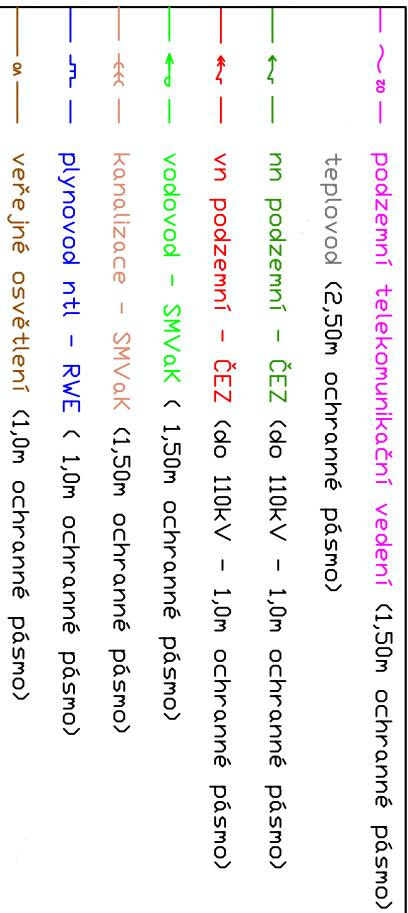 podzemní telekomunikační vedení (1,50m ochranné pásmo)
teplovod (2,50m ochranné pásmo)
nn podzemní - ČEZ (do 110kV - 1,0m ochranné pásmo)
vn podzemní - ČEZ (do 110kV - 1,0m ochranné pásmo)
vodovod - SMVaK ( 1,50m ochranné pásmo)
kanalizace - SMVaK (1,50m ochranné pásmo)
plynovod ntl - RWE ( 1,0m ochranné pásmo)
veřejné osvětlení (1,0m ochranné pásmo)